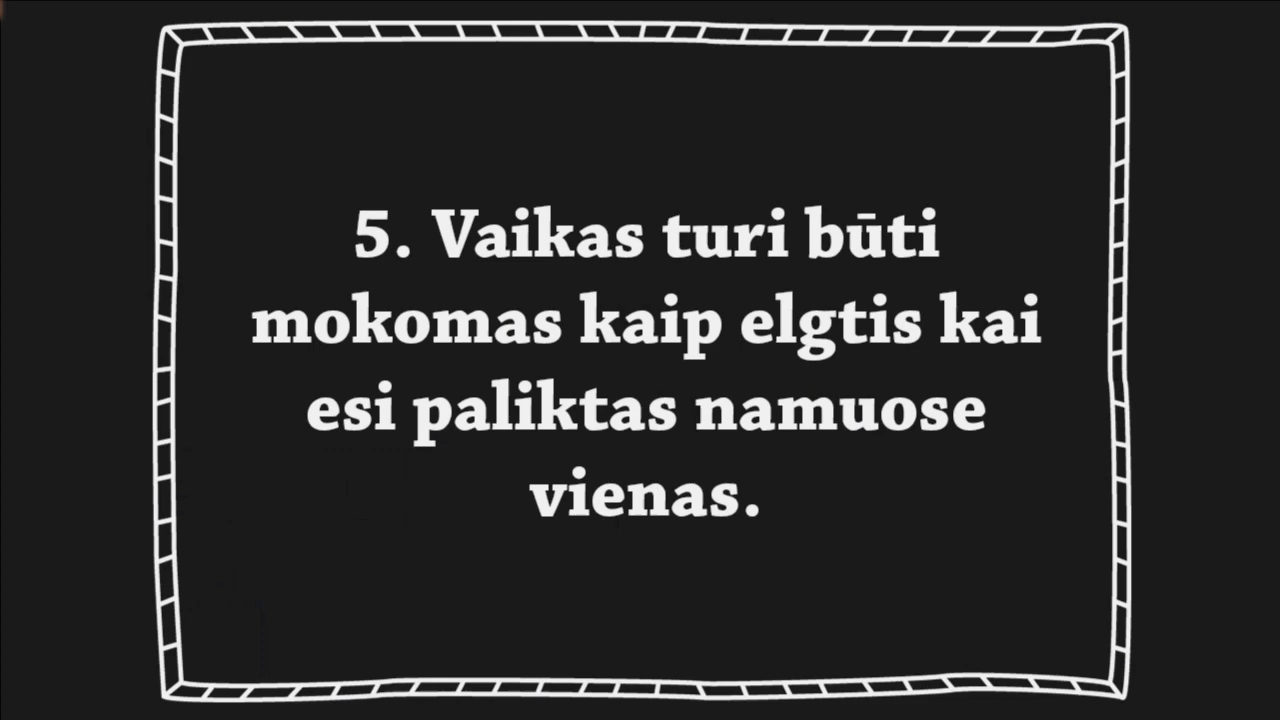 5. Vaikas turi būti
mokomas kaip elgtis kai
esi paliktas namuose
vienas.